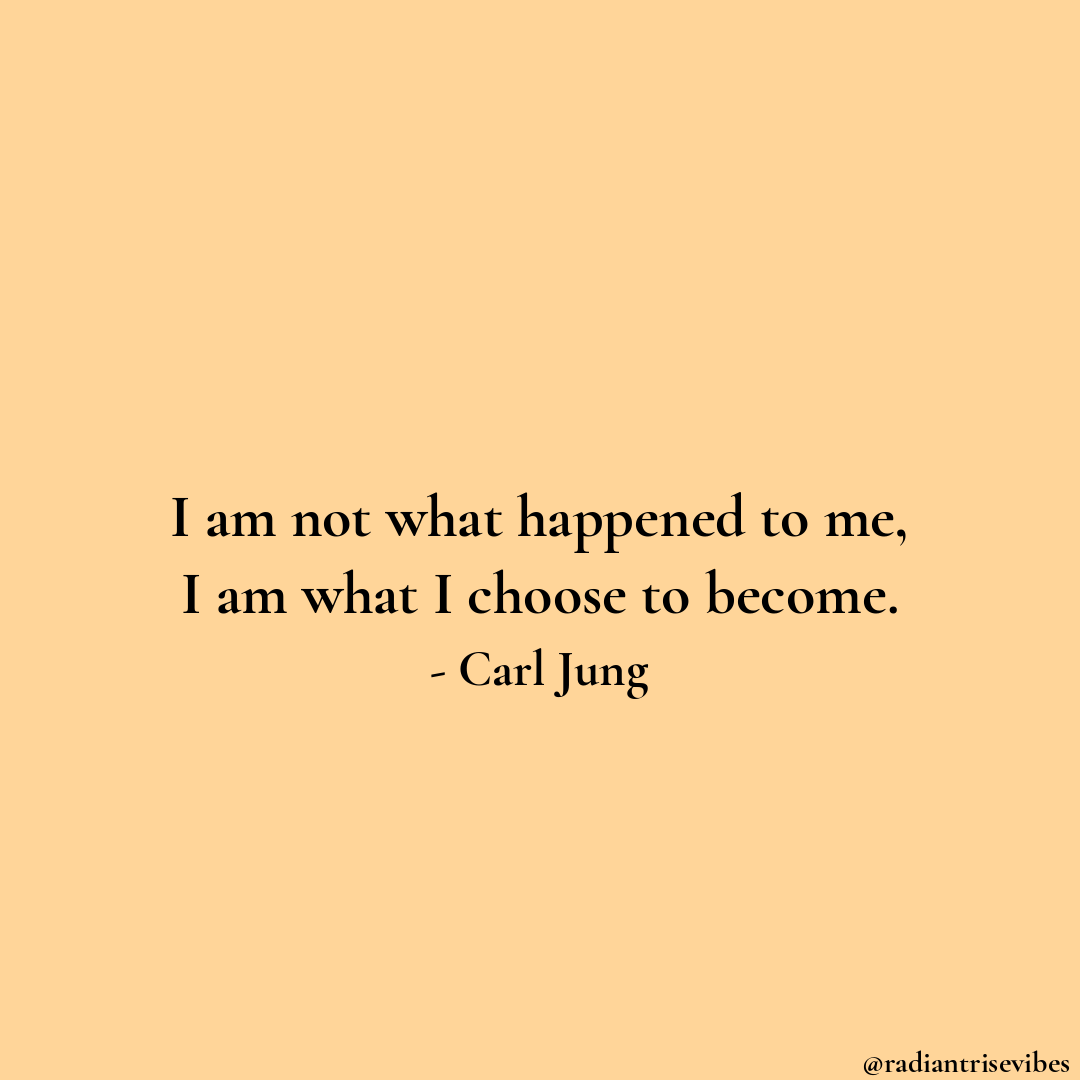 I am not what happened to me,
I am what I choose to become.
- Carl Jung
@radiantrisevibes